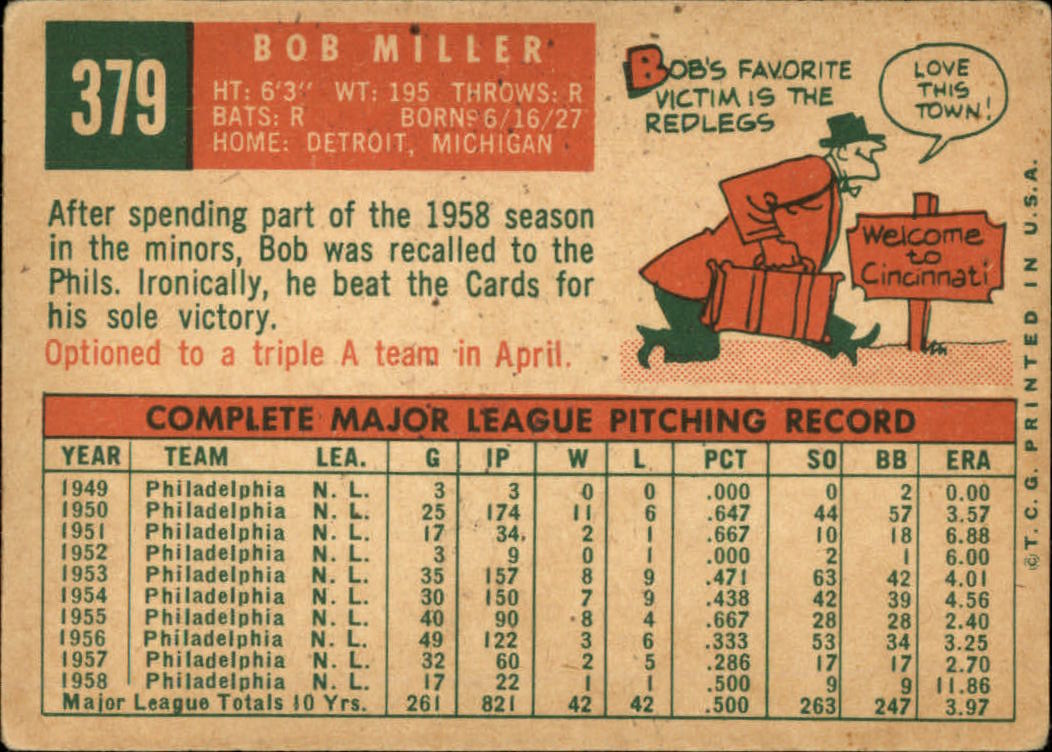 379
BOB MILLER
HT: 6'3" WT: 195 THROWS: R
BATS: R BORN: 6/16/27
HOME: DETROIT, MICHIGAN
BOB'S FAVORITE
VICTIM IS THE
REDLEGS
LOVE
THIS
TOWN!
Welcome
to
Cincinnati
After spending part of the 1958 season
in the minors, Bob was recalled to the
Phils. Ironically, he beat the Cards for
his sole victory.
Optioned to a triple A team in April.
COMPLETE MAJOR LEAGUE PITCHING RECORD
YEAR TEAM LEA. G IP W L PCT SO BB ERA
1949 Philadelphia N. L. 3 3 0 0 .000 0 2 0.00
1950 Philadelphia N. L. 25 174 11 6 .647 44 57 3.57
1951 Philadelphia N. L. 17 34 2 1 .667 10 18 6.88
1952 Philadelphia N. L. 3 9 0 1 .000 2 1 6.00
1953 Philadelphia N. L. 35 157 8 9 .471 63 42 4.01
1954 Philadelphia N. L. 30 150 7 9 .438 42 39 4.56
1955 Philadelphia N. L. 40 90 8 4 .667 28 28 2.40
1956 Philadelphia N. L. 49 122 3 6 .333 53 34 3.25
1957 Philadelphia N. L. 32 60 2 5 .286 17 17 2.70
1958 Philadelphia N. L. 17 22 1 1 .500 9 9 11.86
Major League Totals 10 Yrs. 261 821 42 42 .500 263 247 3.97
© T. C. G. PRINTED IN U.S.A.